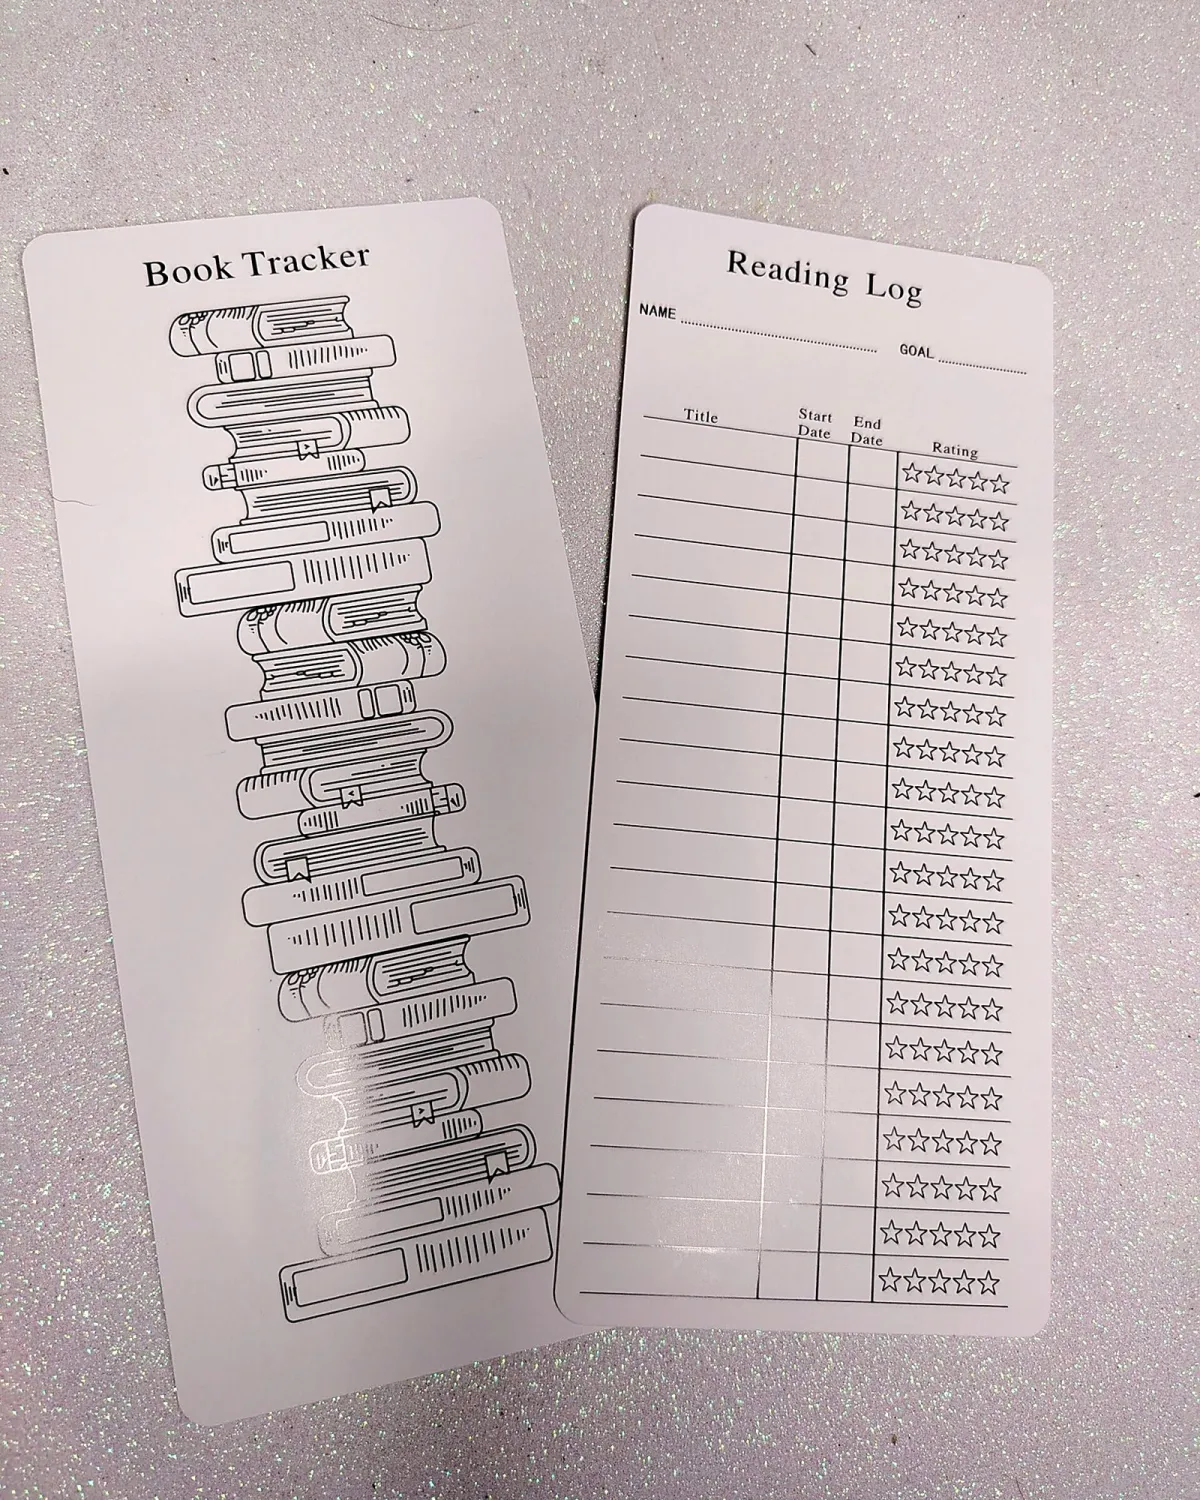 Book Tracker
Reading Log
NAME
GOAL
Title
Start Date
End Date
Rating